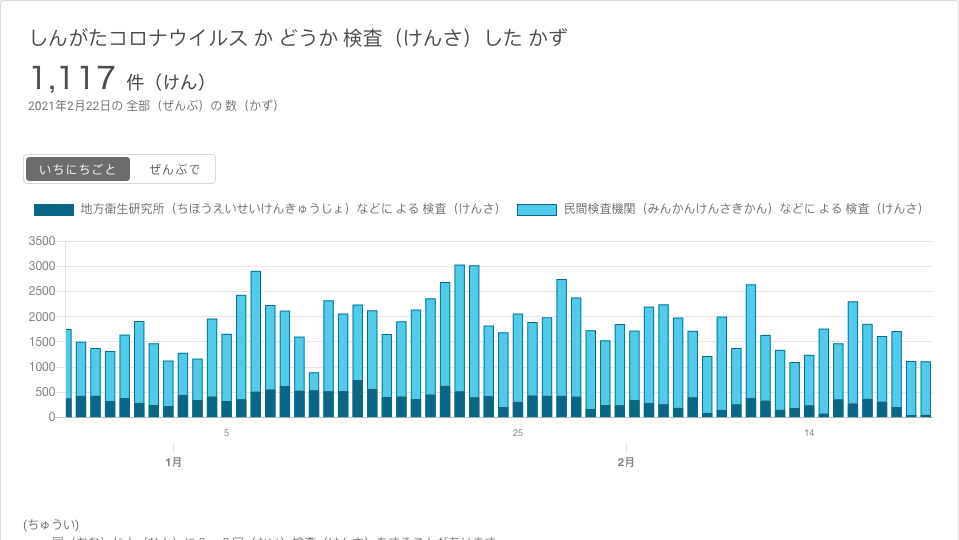 しんがたコロナウイルス か どうか 検査（けんさ）した かず
1,117 件（けん）
2021年2月22日の 全部（ぜんぶ）の 数（かず）
いちにちごと ぜんぶで
地方衛生研究所（ちほうえいせいけんきゅうじょ）などに よる 検査（けんさ） 民間検査機関（みんかんけんさきかん）などに よる 検査（けんさ）
3500
3000
2500
2000
1500
1000
500
0
5 25 14
1月 2月
(ちゅうい)